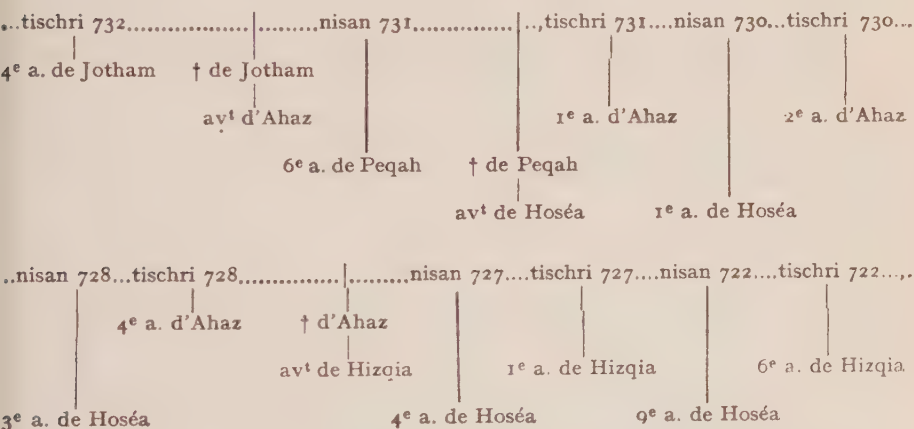 ...tischri 732....................|.........nisan 731...............|..,tischri 731....nisan 730...tischri 730...
4e a. de Jotham † de Jotham
avt d'Ahaz 1e a. d'Ahaz 2e a. d'Ahaz
6e a. de Peqah † de Peqah
avt de Hoséa 1e a. de Hoséa
..nisan 728...tischri 728...............|.........nisan 727....tischri 727....nisan 722....tischri 722...,.
4e a. d'Ahaz † d'Ahaz
avt de Hizqia 1e a. de Hizqia 6e a. de Hizqia
3e a. de Hoséa 4e a. de Hoséa 9e a. de Hoséa